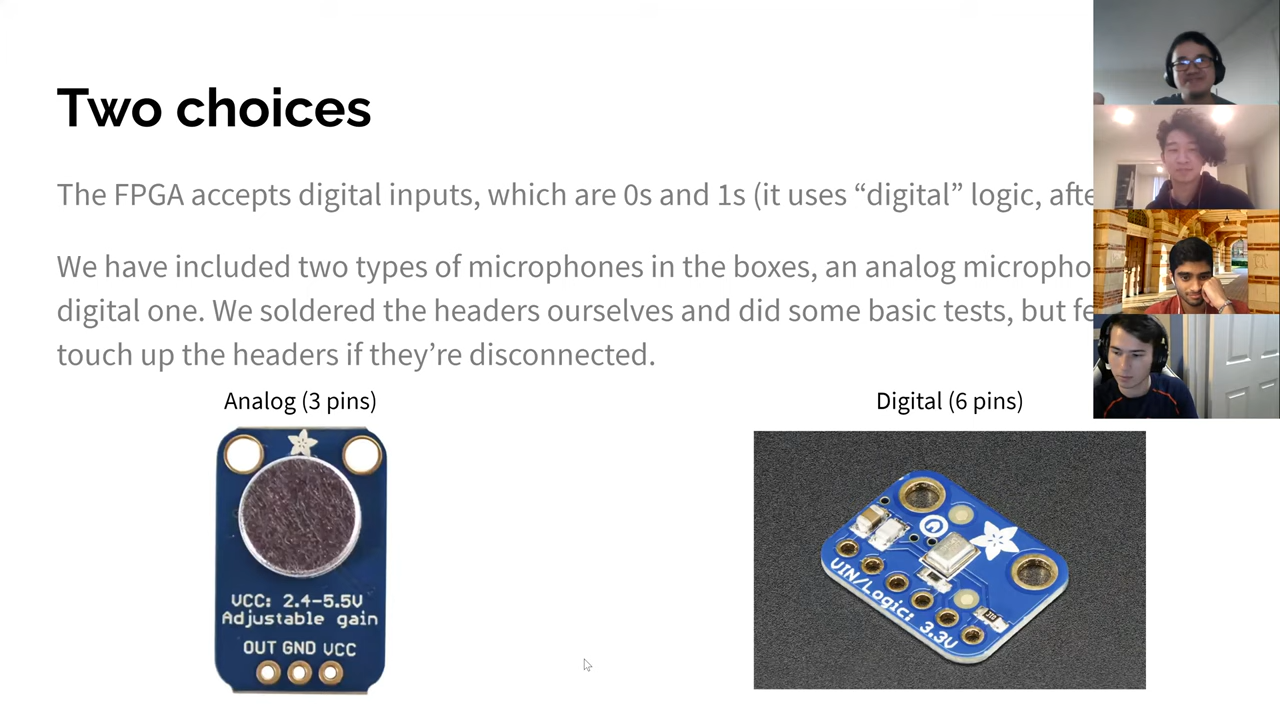 Two choices
The FPGA accepts digital inputs, which are 0s and 1s (it uses “digital” logic,
We have included two types of microphones in the boxes, an analog
digital one. We soldered the headers ourselves and did some basic tests, but
touch up the headers if they’re disconnected.
Analog (3 pins)
Digital (6 pins)
VCC: 2.4-5.5V
Adjustable gain
OUT GND VCC
VIN/Logic: 3.3V